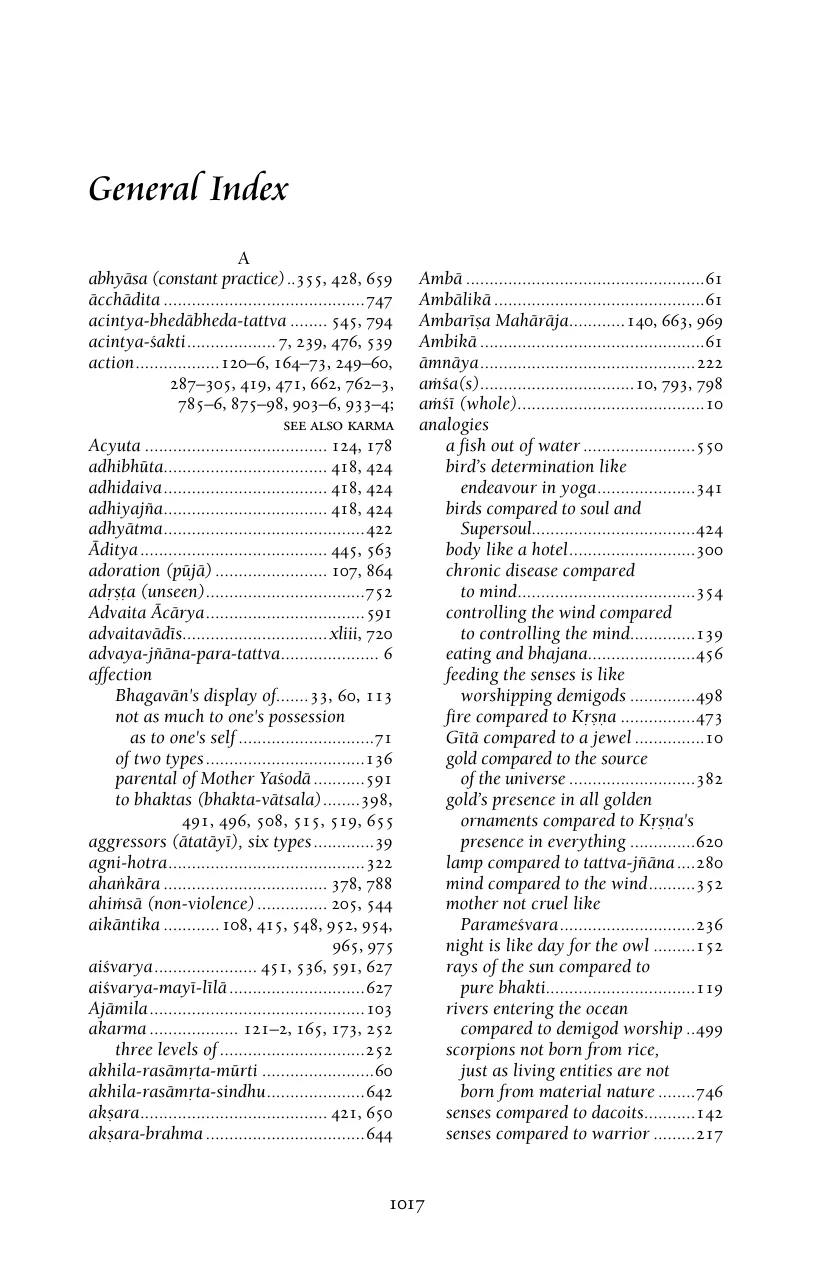 General Index
A
abhyāsa (constant practice)..355, 428, 659
ācchādita ...........................................747
acintya-bhedābheda-tattva ........ 545, 794
acintya-śakti...................7, 239, 476, 539
action..................120–6, 164–73, 249–60,
287–305, 419, 471, 662, 762–3,
785–6, 875–98, 903–6, 933–4;
SEE ALSO KARMA
Acyuta ....................................... 124, 178
adhibhūta................................... 418, 424
adhidaiva................................... 418, 424
adhiyajña................................... 418, 424
adhyātma...........................................422
Āditya........................................ 445, 563
adoration (pūjā) ........................ 107, 864
adṛṣṭa (unseen)..................................752
Advaita Ācārya..................................591
advaitavādīs...............................xliii, 720
advaya-jñāna-para-tattva..................... 6
affection
Bhagavān's display of.......33, 60, 113
not as much to one's possession
as to one's self.............................71
of two types..................................136
parental of Mother Yaśodā...........591
to bhaktas (bhakta-vātsala)........398,
491, 496, 508, 515, 519, 655
aggressors (ātatāyī), six types.............39
agni-hotra..........................................322
ahaṅkāra ................................... 378, 788
ahiṁsā (non-violence)............... 205, 544
aikāntika ............108, 415, 548, 952, 954,
965, 975
aiśvarya...................... 451, 536, 591, 627
aiśvarya-mayī-līlā.............................627
Ajāmila..............................................103
akarma ................... 121–2, 165, 173, 252
three levels of...............................252
akhila-rasāmṛta-mūrti ........................60
akhila-rasāmṛta-sindhu.....................642
akṣara........................................ 421, 650
akṣara-brahma..................................644
Ambā ...................................................61
Ambālikā.............................................61
Ambarīṣa Mahārāja............140, 663, 969
Ambikā ...............................................61
āmnāya..............................................222
aṁśa(s).................................10, 793, 798
aṁśī (whole)........................................10
analogies
a fish out of water ........................550
bird's determination like
endeavour in yoga.....................341
birds compared to soul and
Supersoul...................................424
body like a hotel...........................300
chronic disease compared
to mind......................................354
controlling the wind compared
to controlling the mind..............139
eating and bhajana.......................456
feeding the senses is like
worshipping demigods ..............498
fire compared to Kṛṣṇa ................473
Gītā compared to a jewel ...............10
gold compared to the source
of the universe ...........................382
gold's presence in all golden
ornaments compared to Kṛṣṇa's
presence in everything ..............620
lamp compared to tattva-jñāna....280
mind compared to the wind..........352
mother not cruel like
Parameśvara.............................236
night is like day for the owl .........152
rays of the sun compared to
pure bhakti................................119
rivers entering the ocean
compared to demigod worship ..499
scorpions not born from rice,
just as living entities are not
born from material nature ........746
senses compared to dacoits...........142
senses compared to warrior .........217
1017